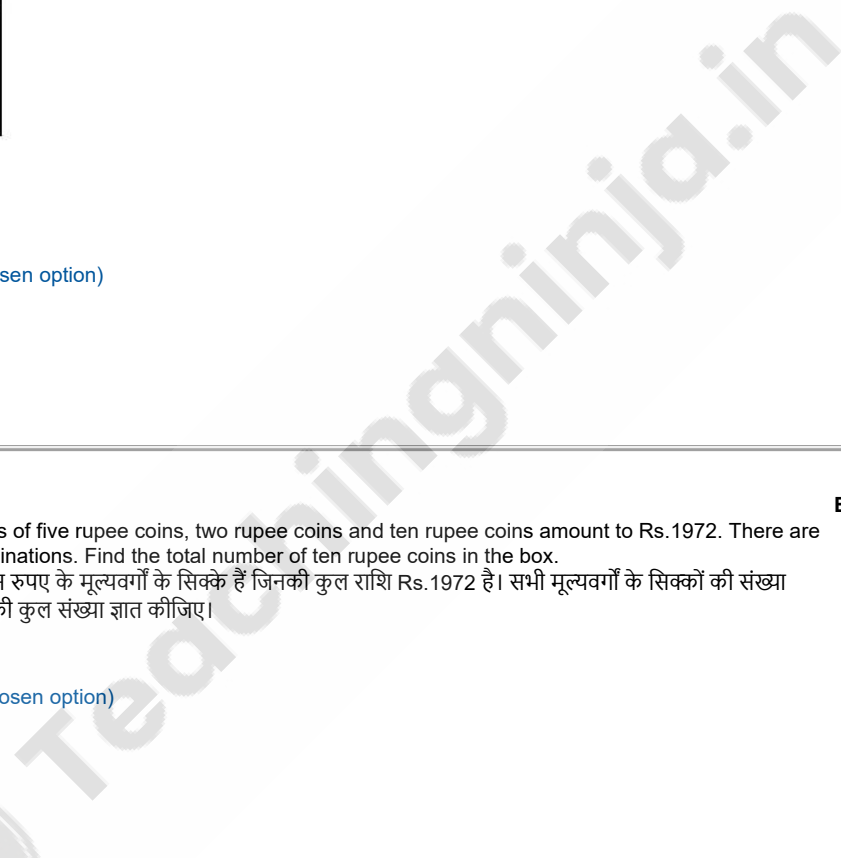 sen option)
s of five rupee coins, two rupee coins and ten rupee coins amount to Rs.1972. There are
inations. Find the total number of ten rupee coins in the box.
रुपए के मूल्यवर्गों के सिक्के हैं जिनकी कुल राशि Rs.1972 है। सभी मूल्यवर्गों के सिक्कों की संख्या
की कुल संख्या ज्ञात कीजिए।
osen option)
Teachingninja.in